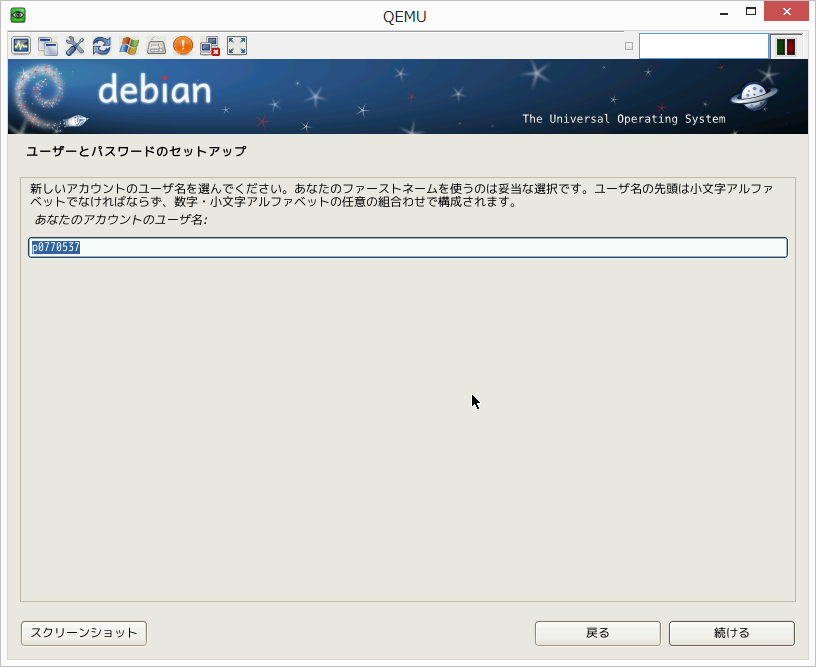 QEMU
debian
The Universal Operating System
ユーザーとパスワードのセットアップ
新しいアカウントのユーザ名を選んでください。あなたのファーストネームを使うのは妥当な選択です。ユーザ名の先頭は小文字アルファ
ベットでなければならず、数字・小文字アルファベットの任意の組合わせで構成されます。
あなたのアカウントのユーザ名:
p0770537
スクリーンショット
戻る
続ける